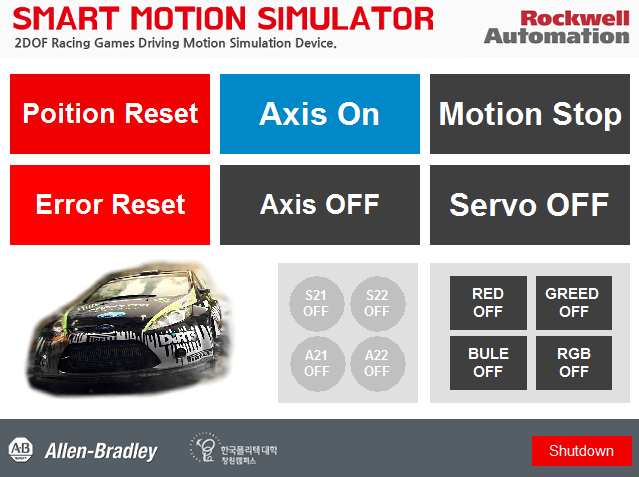 SMART MOTION SIMULATOR
2DOF Racing Games Driving Motion Simulation Device.
Rockwell
Automation
Poition Reset
Axis On
Motion Stop
Error Reset
Axis OFF
Servo OFF
S21
OFF
S22
OFF
A21
OFF
A22
OFF
RED
OFF
GREED
OFF
BULE
OFF
RGB
OFF
DiRT3
AB
Allen-Bradley
한국폴리텍대학
창원캠퍼스
Shutdown